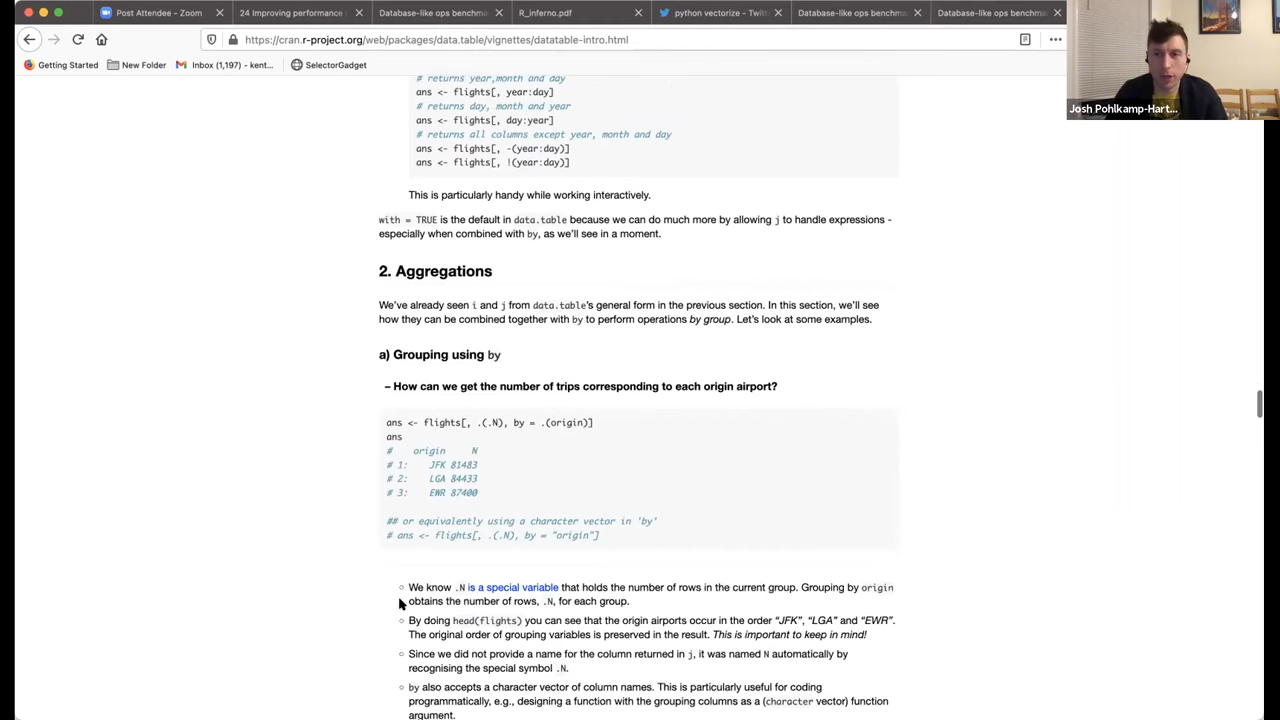 Post Attendee - Zoom
24 Improving performance
Database-like ops benchma
R_inferno.pdf
python vectorize - Twitt
Database-like ops benchma
Database-like ops benchma
https://cran.r-project.org/web/packages/data.table/vignettes/datatable-intro.html
Getting Started
New Folder
Inbox (1,197) - kent...
SelectorGadget
Josh Pohlkamp-Hart...
# returns year,month and day
ans <- flights[, year:day]
# returns day, month and year
ans <- flights[, day:year]
# returns all columns except year, month and day
ans <- flights[, -(year:day)]
ans <- flights[, !(year:day)]
This is particularly handy while working interactively.
with = TRUE is the default in data.table because we can do much more by allowing j to handle expressions -
especially when combined with by, as we'll see in a moment.
2. Aggregations
We've already seen i and j from data.table's general form in the previous section. In this section, we'll see
how they can be combined together with by to perform operations by group. Let's look at some examples.
a) Grouping using by
– How can we get the number of trips corresponding to each origin airport?
ans <- flights[, .(.N), by = .(origin)]
ans
# origin N
# 1: JFK 81483
# 2: LGA 84433
# 3: EWR 87400
## or equivalently using a character vector in 'by'
# ans <- flights[, .(.N), by = "origin"]
We know .N is a special variable that holds the number of rows in the current group. Grouping by origin
obtains the number of rows, .N, for each group.
By doing head(flights) you can see that the origin airports occur in the order "JFK", "LGA" and "EWR".
The original order of grouping variables is preserved in the result. This is important to keep in mind!
Since we did not provide a name for the column returned in j, it was named N automatically by
recognising the special symbol .N.
by also accepts a character vector of column names. This is particularly useful for coding
programmatically, e.g., designing a function with the grouping columns as a (character vector) function
argument.